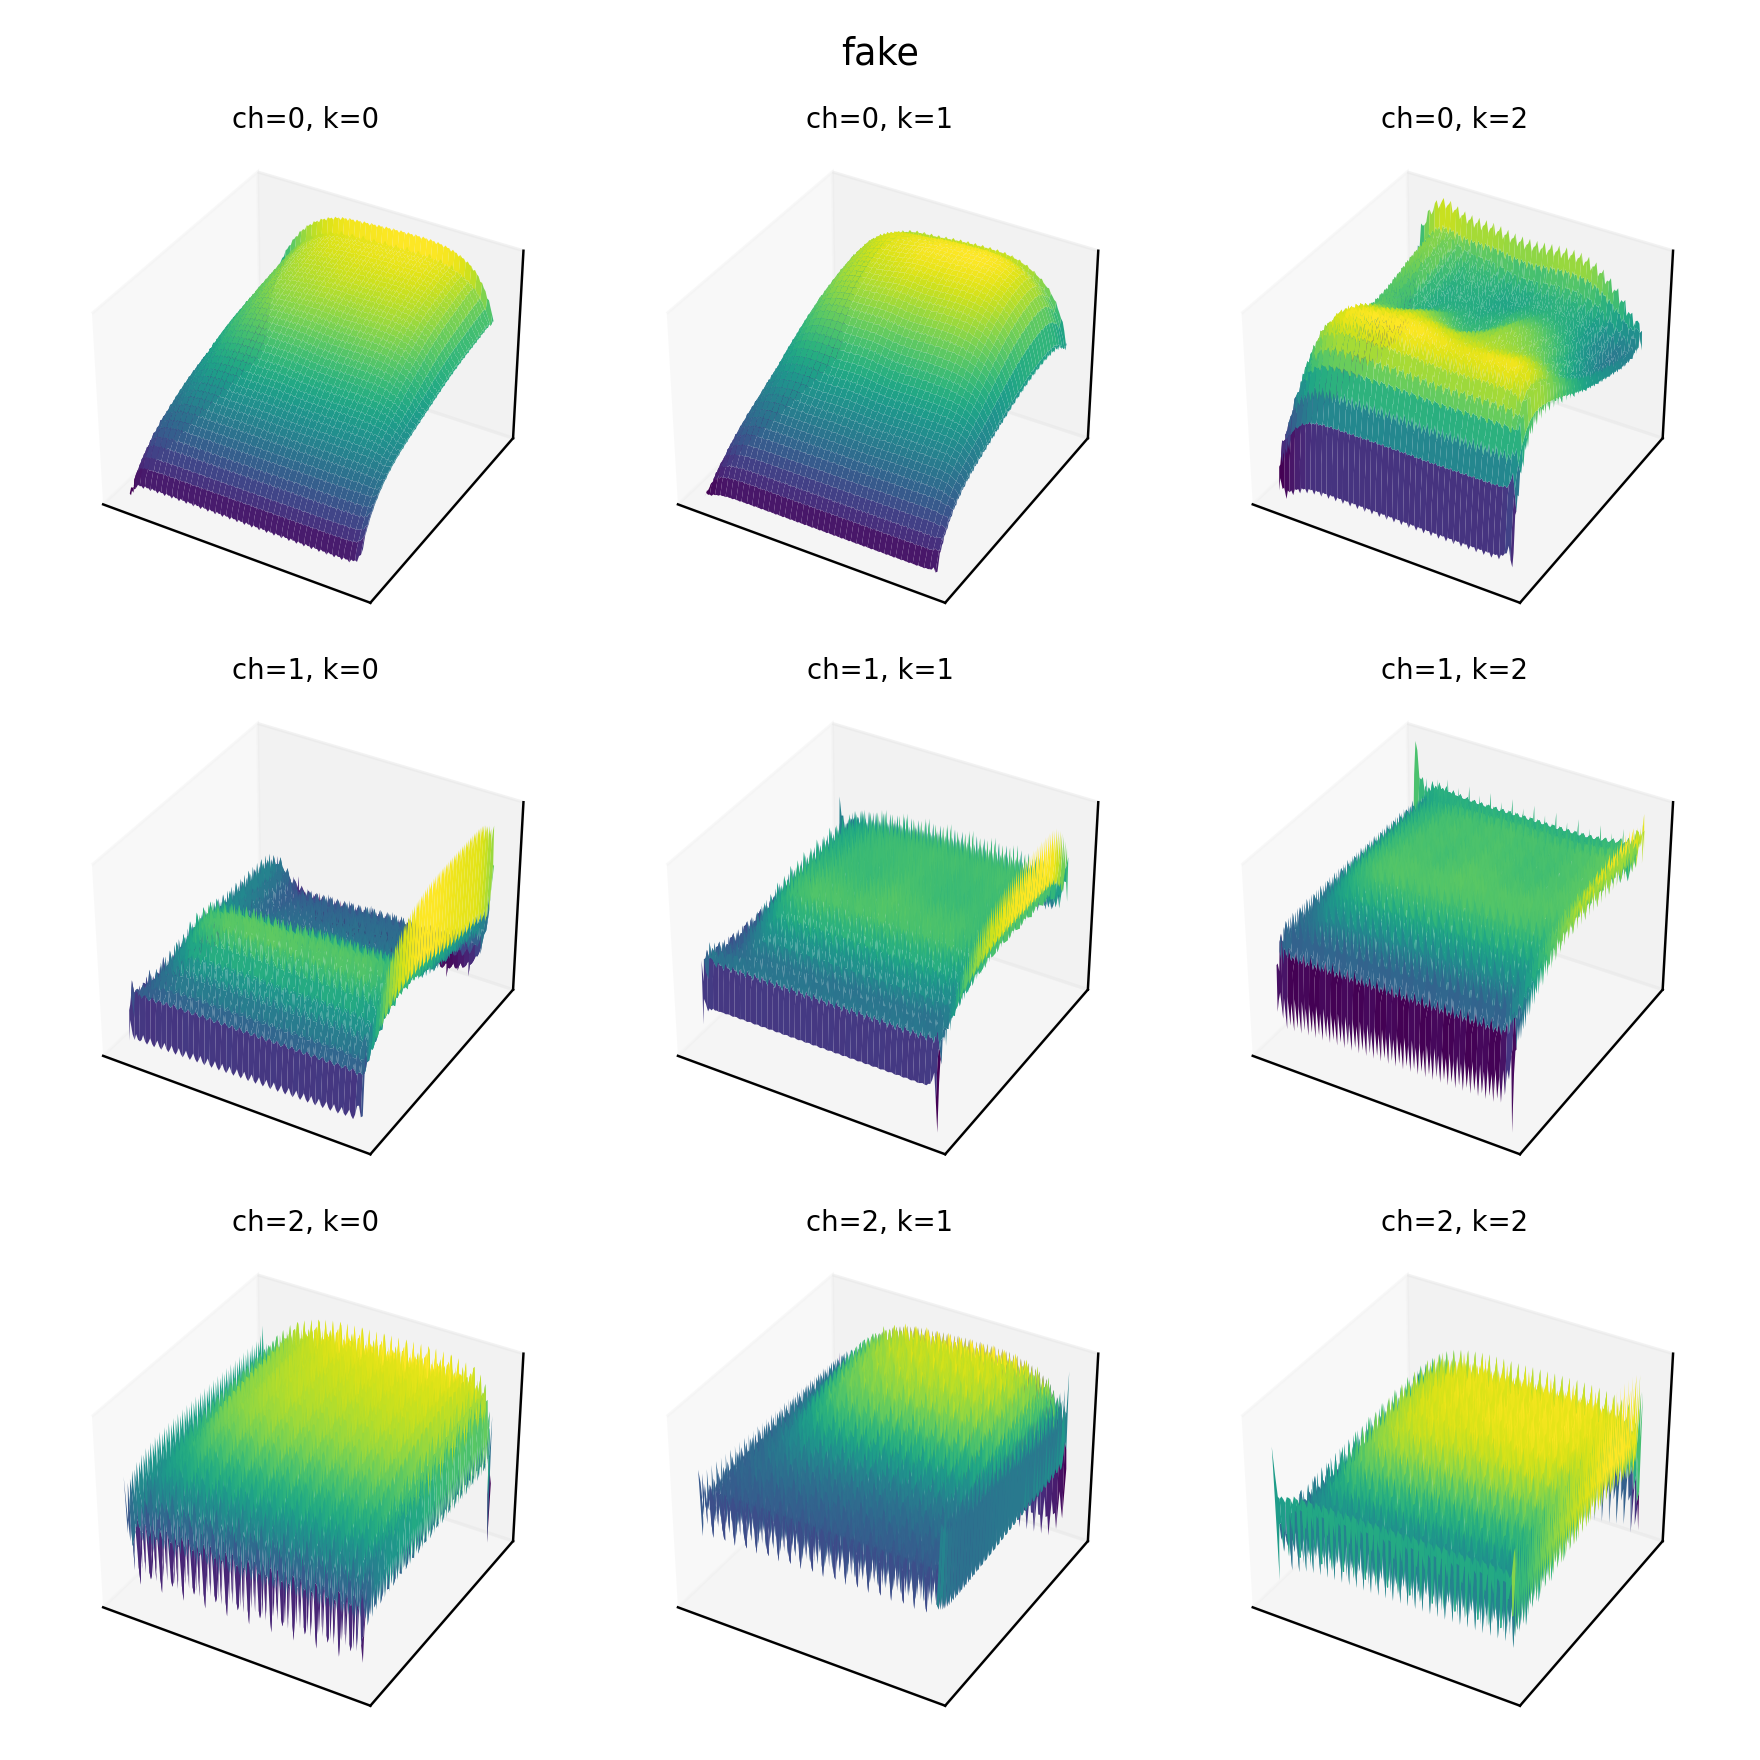 fake
ch=0, k=0
ch=0, k=1
ch=0, k=2
ch=1, k=0
ch=1, k=1
ch=1, k=2
ch=2, k=0
ch=2, k=1
ch=2, k=2